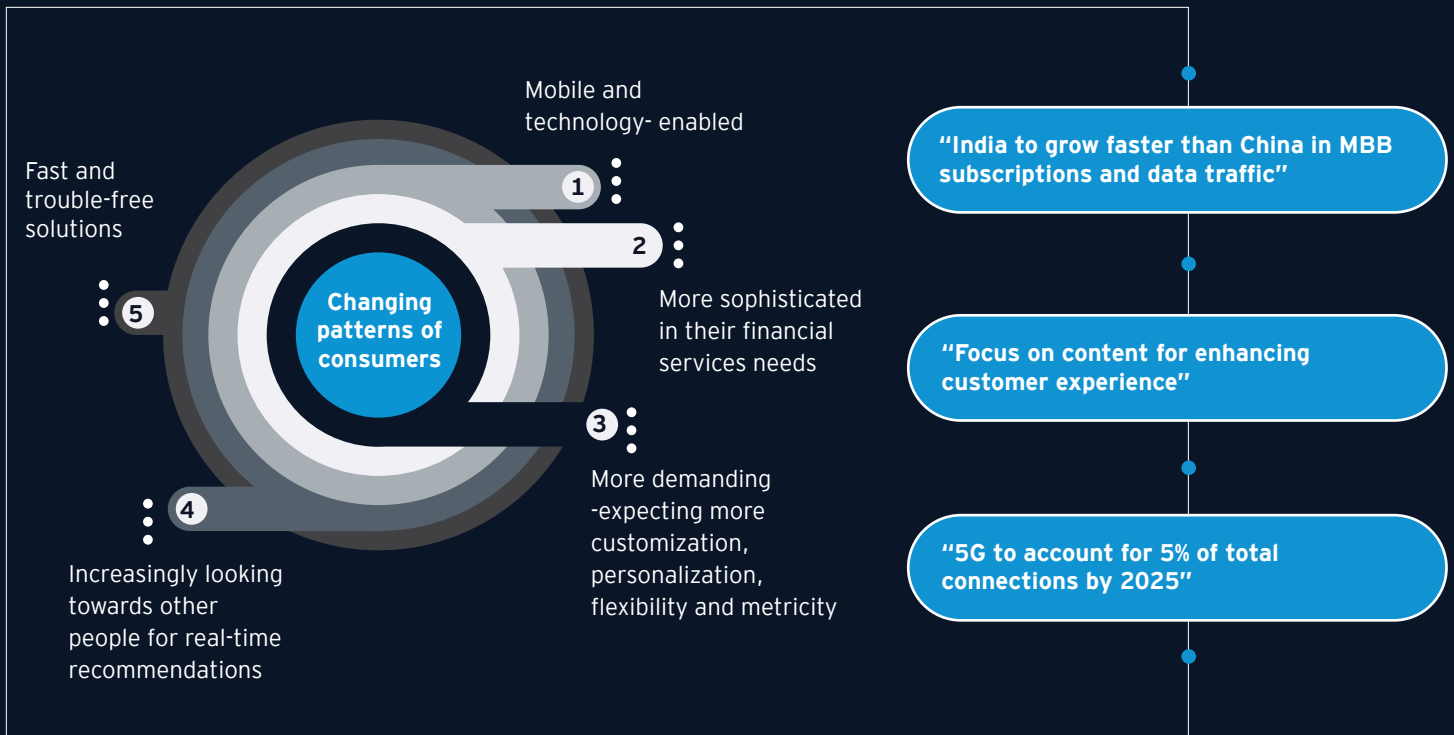 Mobile and
technology- enabled
1
2
More sophisticated
in their financial
services needs
3
More demanding
-expecting more
customization,
personalization,
flexibility and metricity
4
Increasingly looking
towards other
people for real-time
recommendations
5
Fast and
trouble-free
solutions
Changing
patterns of
consumers
“India to grow faster than China in MBB
subscriptions and data traffic”
“Focus on content for enhancing
customer experience”
“5G to account for 5% of total
connections by 2025”